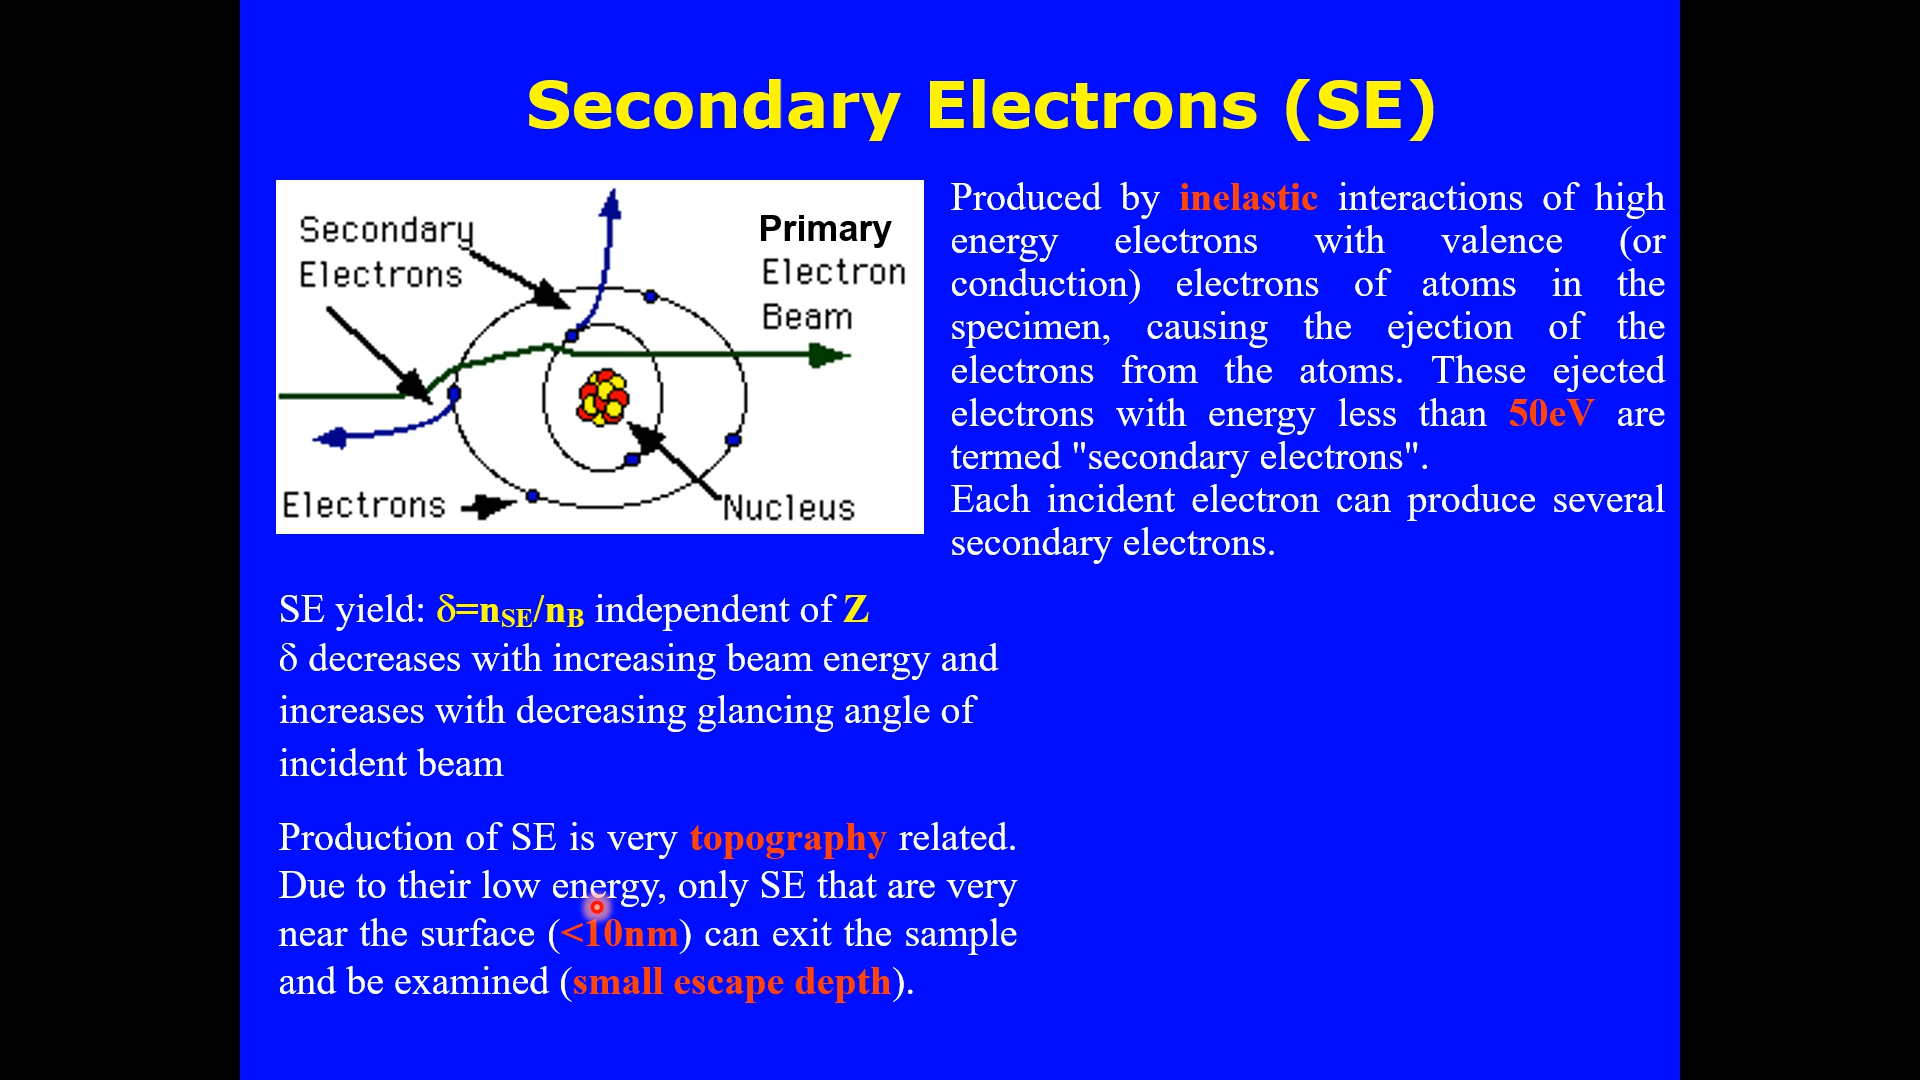 Secondary Electrons (SE)
Secondary
Electrons
Primary
Electron
Beam
Electrons
Nucleus
Produced by inelastic interactions of high
energy electrons with valence (or
conduction) electrons of atoms in the
specimen, causing the ejection of the
electrons from the atoms. These ejected
electrons with energy less than 50eV are
termed "secondary electrons".
Each incident electron can produce several
secondary electrons.
SE yield: δ=nSE/nB independent of Z
δ decreases with increasing beam energy and
increases with decreasing glancing angle of
incident beam
Production of SE is very topography related.
Due to their low energy, only SE that are very
near the surface (<10nm) can exit the sample
and be examined (small escape depth).